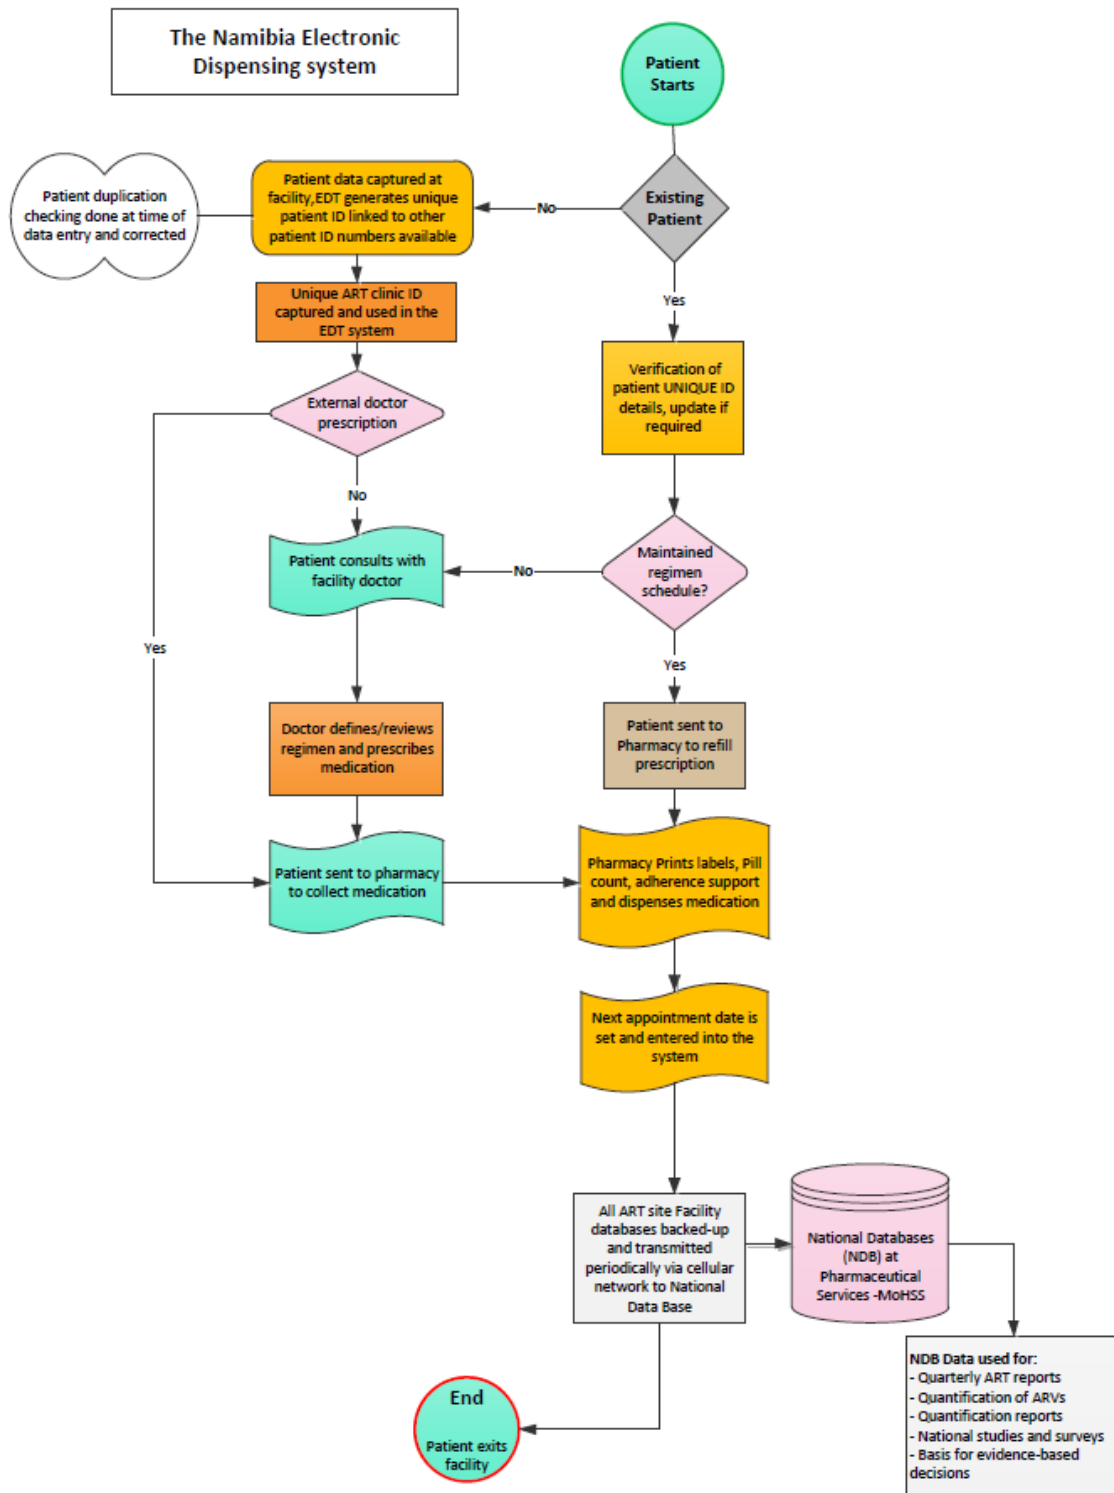 The Namibia Electronic
Dispensing system
Patient
Starts
Existing
Patient
No
Patient data captured at
facility,EDT generates unique
patient ID linked to other
patient ID numbers available
Patient duplication
checking done at time of
data entry and corrected
Unique ART clinic ID
captured and used in the
EDT system
Yes
Verification of
patient UNIQUE ID
details, update if
required
External doctor
prescription
No
Patient consults with
facility doctor
No
Maintained
regimen
schedule?
Yes
Yes
Doctor defines/reviews
regimen and prescribes
medication
Patient sent to
Pharmacy to refill
prescription
Patient sent to pharmacy
to collect medication
Pharmacy Prints labels, Pill
count, adherence support
and dispenses medication
Next appointment date is
set and entered into the
system
All ART site Facility
databases backed-up
and transmitted
periodically via cellular
network to National
Data Base
National Databases
(NDB) at
Pharmaceutical
Services -MoHSS
NDB Data used for:
- Quarterly ART reports
- Quantification of ARVs
- Quantification reports
- National studies and surveys
- Basis for evidence-based
decisions
End
Patient exits
facility